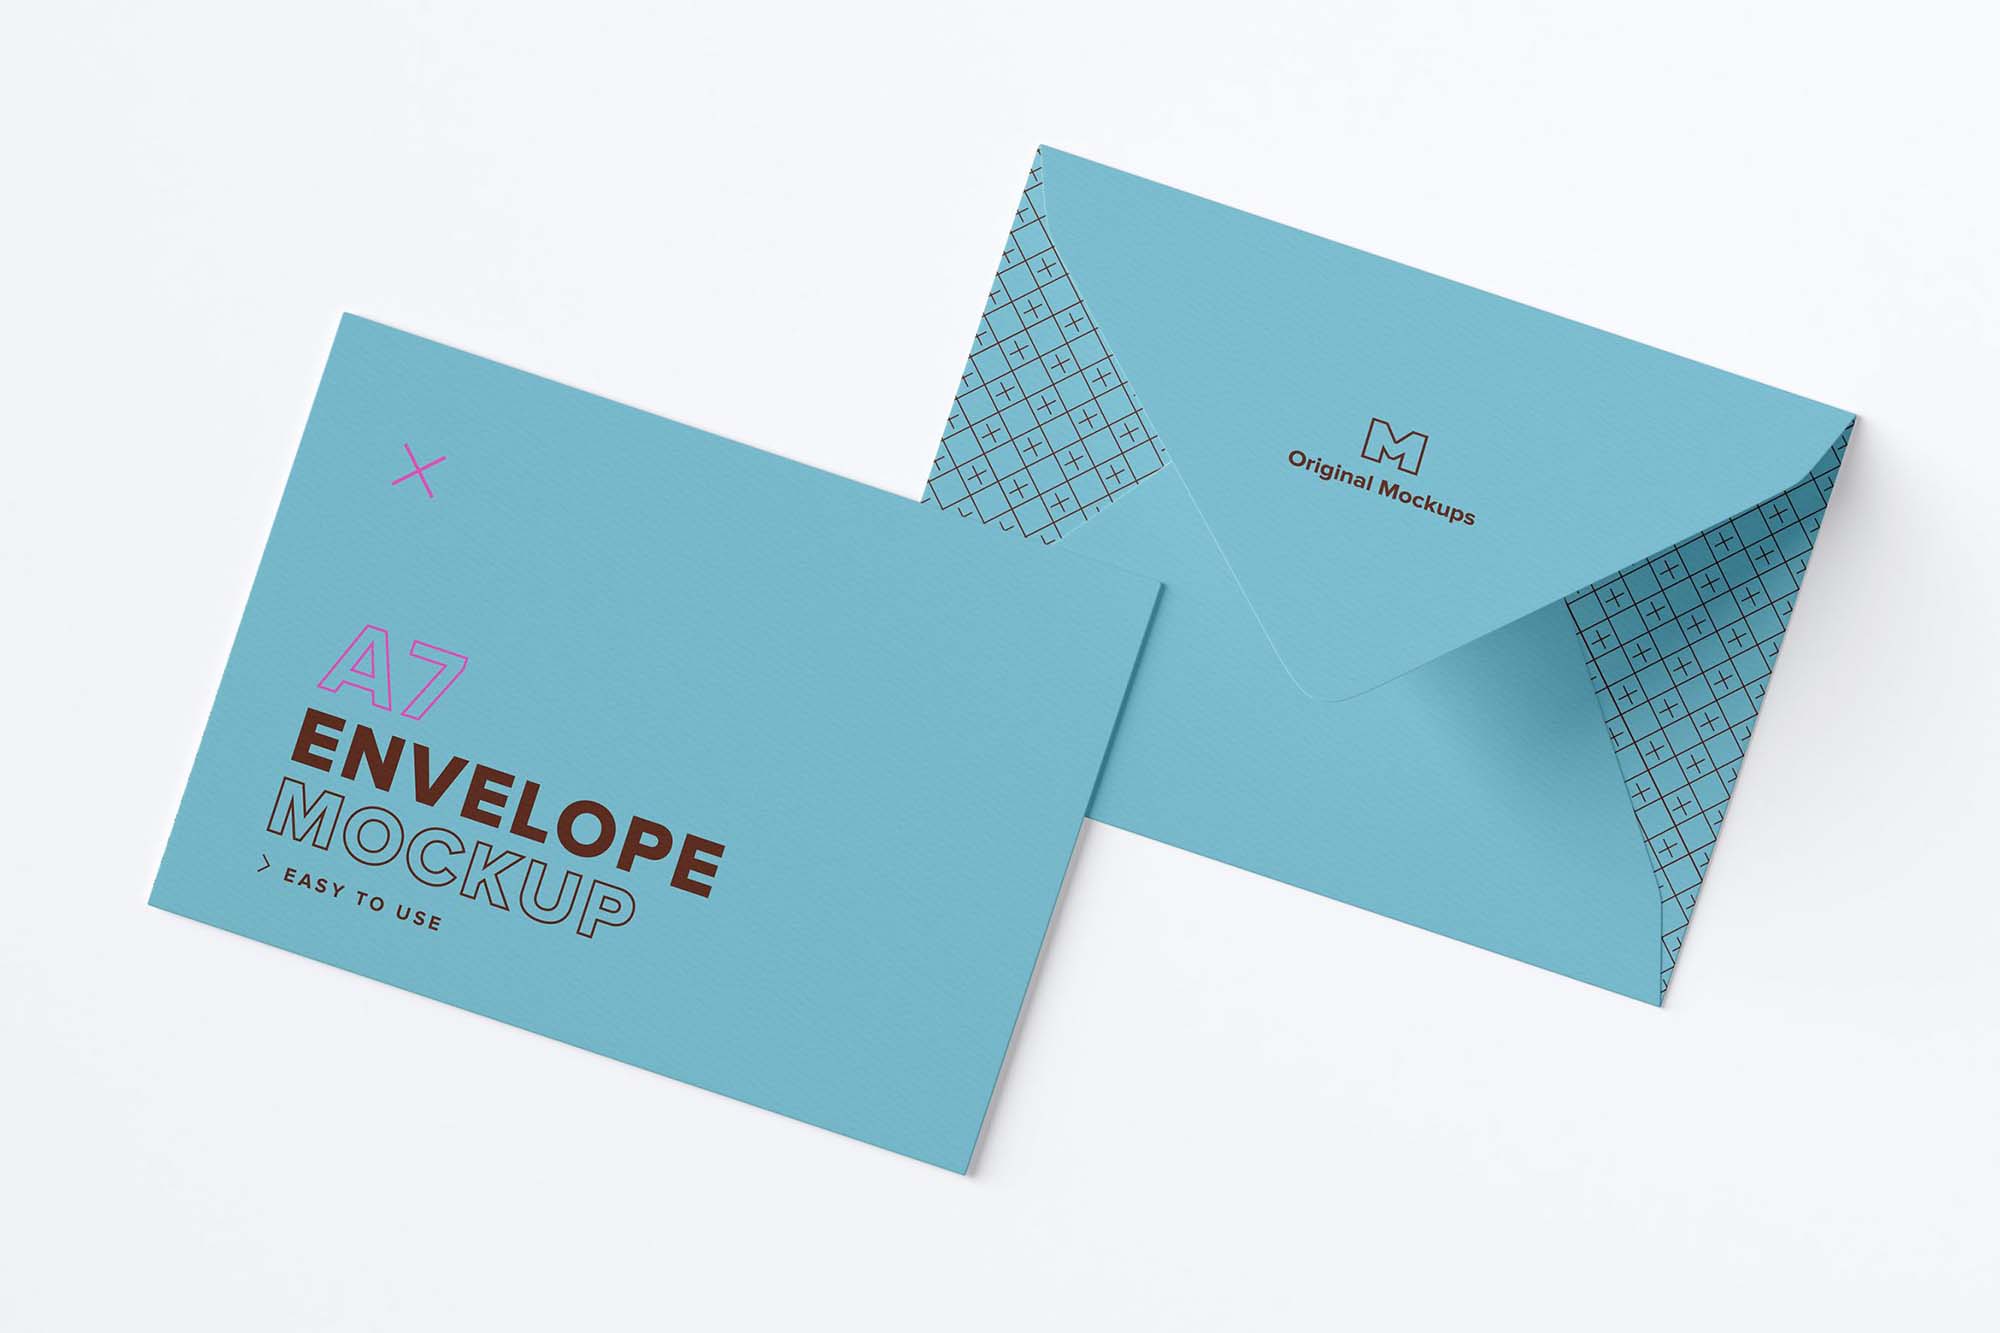 A7
ENVELOPE
MOCKUP
> EASY TO USE
M
Original Mockups